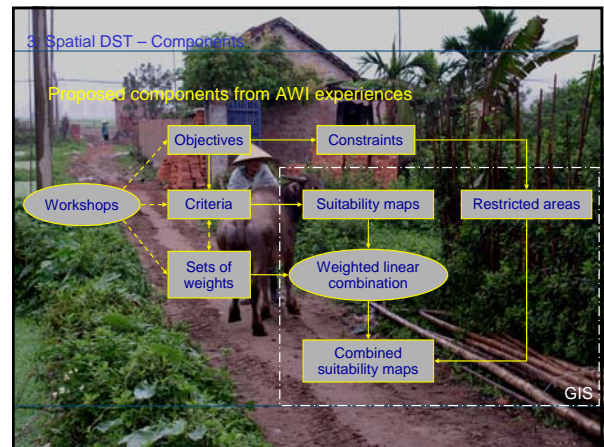 3. Spatial DST – Components
Proposed components from AWI experiences
Objectives
Constraints
Workshops
Criteria
Suitability maps
Restricted areas
Sets of
weights
Weighted linear
combination
Combined
suitability maps
GIS